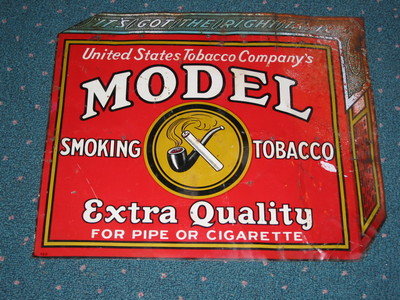 IT'S GOT THE RIGHT
United States Tobacco Company's
MODEL
SMOKING TOBACCO
Extra Quality
FOR PIPE OR CIGARETTE